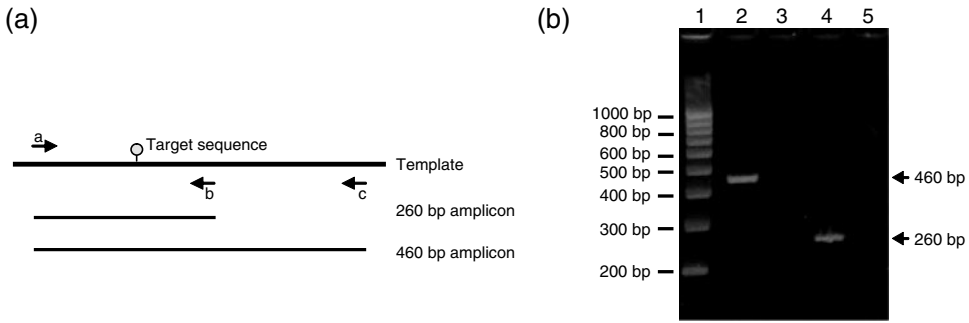 (a)
a
Target sequence
Template
b
c
260 bp amplicon
460 bp amplicon
(b)
1 2 3 4 5
1000 bp
800 bp
600 bp
500 bp
400 bp
300 bp
200 bp
460 bp
260 bp